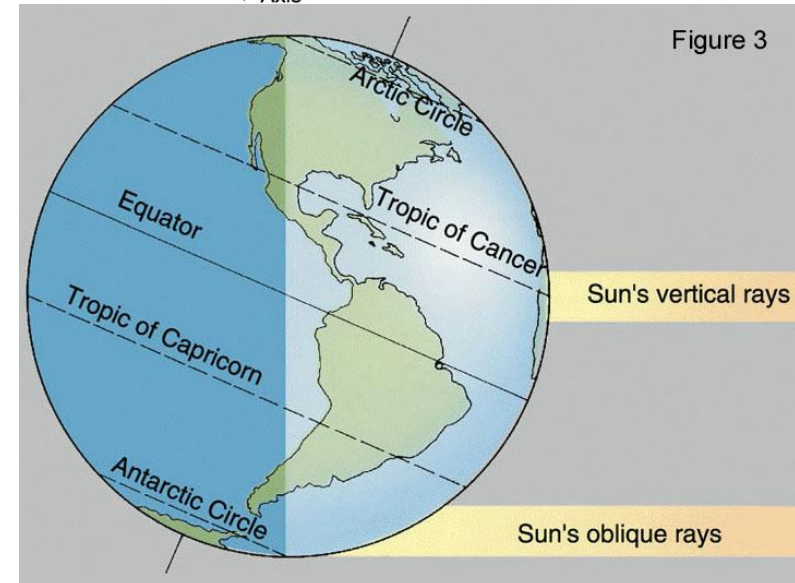 Axis
Figure 3
Arctic Circle
Tropic of Cancer
Equator
Sun's vertical rays
Tropic of Capricorn
Antarctic Circle
Sun's oblique rays